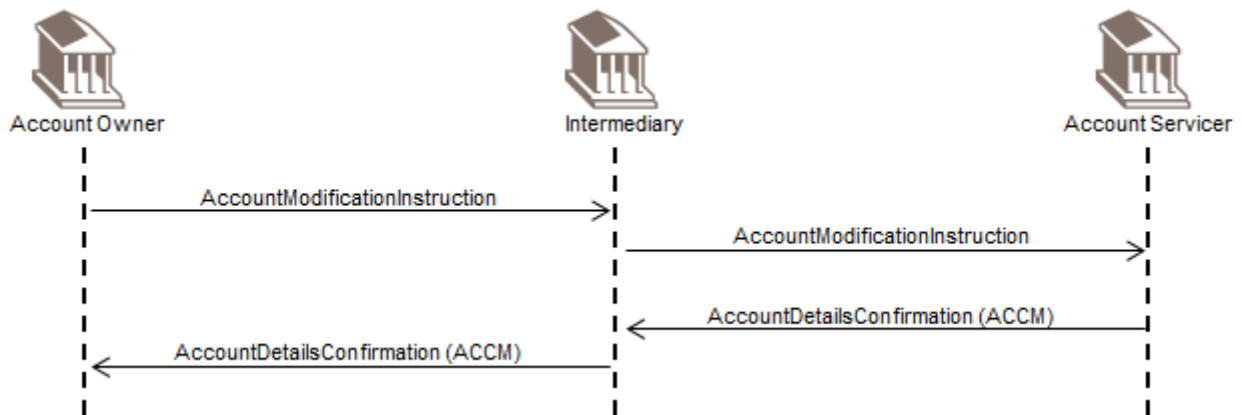 Account Owner
Intermediary
Account Servicer
AccountModificationInstruction
AccountModificationInstruction
AccountDetailsConfirmation (ACCM)
AccountDetailsConfirmation (ACCM)